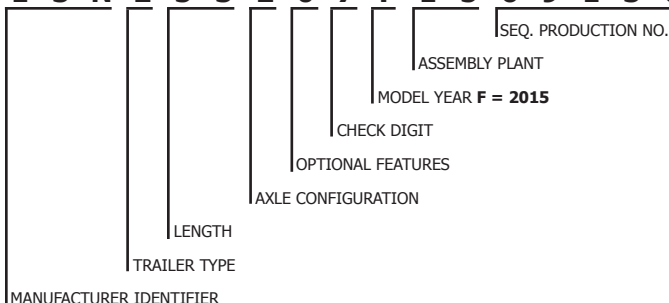 SEQ. PRODUCTION NO.
ASSEMBLY PLANT
MODEL YEAR F = 2015
CHECK DIGIT
OPTIONAL FEATURES
AXLE CONFIGURATION
LENGTH
TRAILER TYPE
MANUFACTURER IDENTIFIER